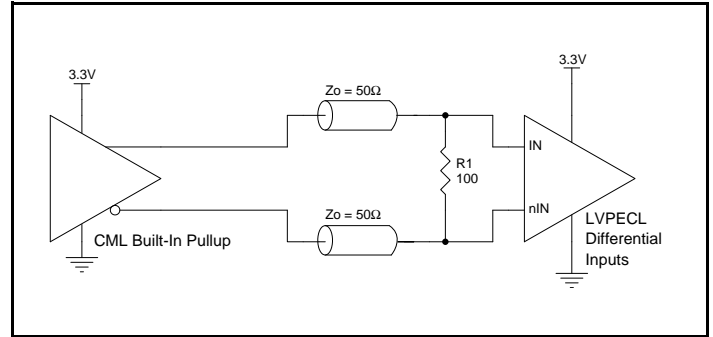 3.3V
3.3V
Zo = 50Ω
IN
R1
100
Zo = 50Ω
nIN
CML Built-In Pullup
LVPECL
Differential
Inputs